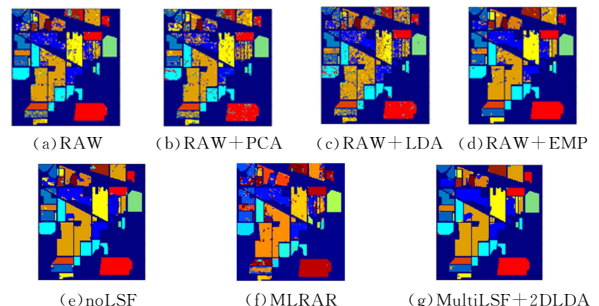 (a)RAW
(b)RAW+PCA
(c)RAW+LDA
(d)RAW+EMP
(e)noLSF
(f)MLRAR
(g)MultiLSF+2DLDA